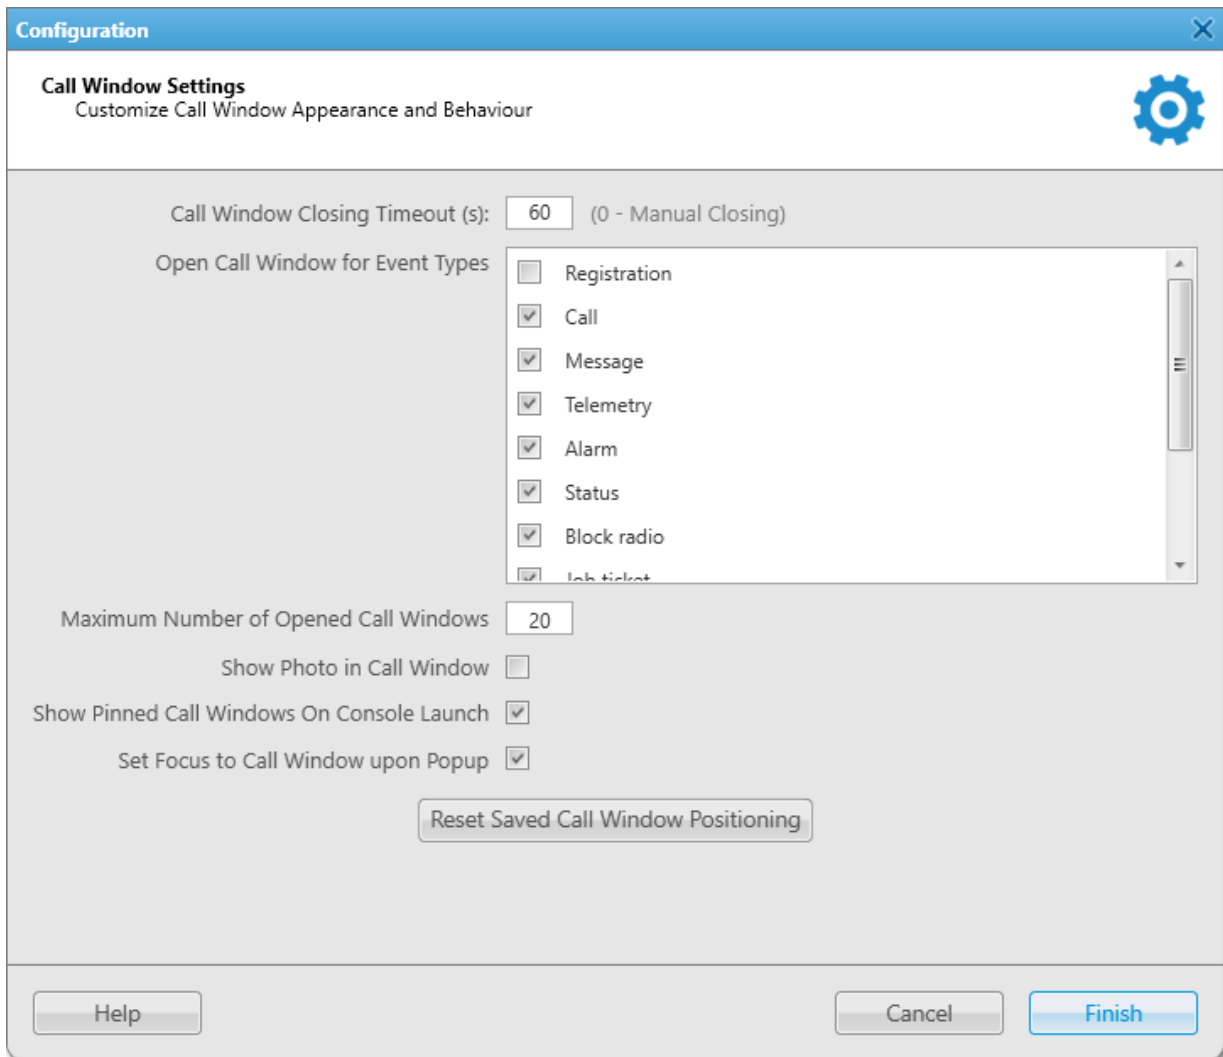 Configuration
Call Window Settings
Customize Call Window Appearance and Behaviour
Call Window Closing Timeout (s): 60 (0 - Manual Closing)
Open Call Window for Event Types
Registration
Call
Message
Telemetry
Alarm
Status
Block radio
Job ticket
Maximum Number of Opened Call Windows 20
Show Photo in Call Window
Show Pinned Call Windows On Console Launch
Set Focus to Call Window upon Popup
Reset Saved Call Window Positioning
Help Cancel Finish